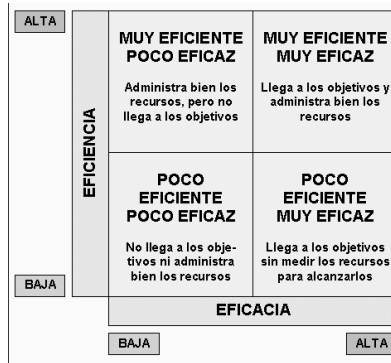 ALTA
MUY EFICIENTE
POCO EFICAZ
Administra bien los
recursos, pero no
llega a los objetivos
MUY EFICIENTE
MUY EFICAZ
Llega a los objetivos y
administra bien los
recursos
EFICIENCIA
POCO
EFICIENTE
POCO EFICAZ
No llega a los obje-
tivos ni administra
bien los recursos
POCO
EFICIENTE
MUY EFICAZ
Llega a los objetivos
sin medir los recursos
para alcanzarlos
BAJA
EFICACIA
BAJA
ALTA